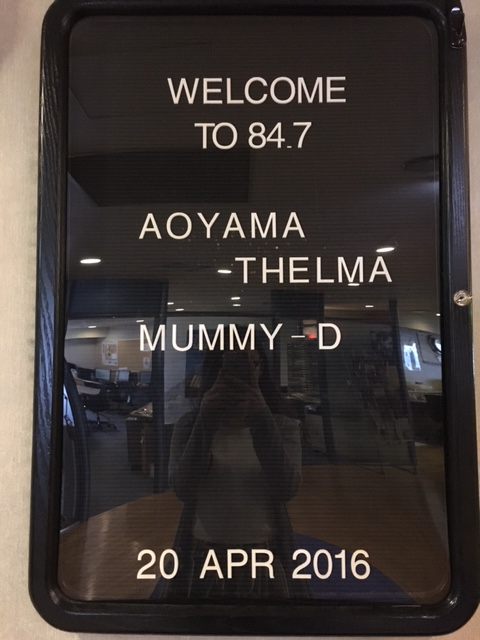 WELCOME
TO 84.7
AOYAMA
THELMA
MUMMY-D
20 APR 2016